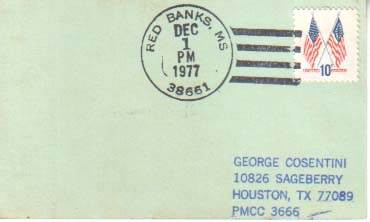 RED BANKS, MS
DEC
1
PM
1977
38661
10¢
GEORGE COSENTINI
10826 SAGEBERRY
HOUSTON, TX 77089
PMCC 3666